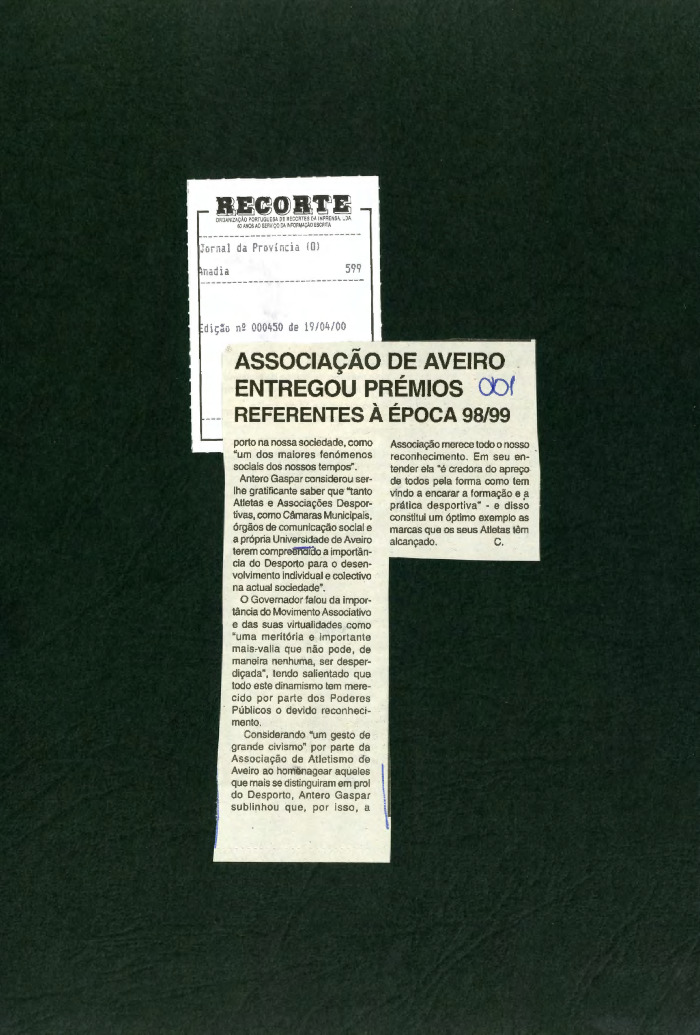 RECORTE
ORGANIZAÇÃO PORTUGUESA DE RECORTES DA IMPRENSA, LDA
60 ANOS AO SERVIÇO DA INFORMAÇÃO ESCRITA
Jornal da Província (O)
Anadia 599
Edição nº 000450 de 19/04/00
ASSOCIAÇÃO DE AVEIRO
ENTREGOU PRÉMIOS 001
REFERENTES À ÉPOCA 98/99
porto na nossa sociedade, como
"um dos maiores fenómenos
sociais dos nossos tempos".
Antero Gaspar considerou ser-
lhe gratificante saber que "tanto
Atletas e Associações Despor-
tivas, como Câmaras Municipais,
órgãos de comunicação social e
a própria Universidade de Aveiro
terem compreendido a importân-
cia do Desporto para o desen-
volvimento individual e colectivo
na actual sociedade".
O Governador falou da impor-
tância do Movimento Associativo
e das suas virtualidades como
"uma meritória e importante
mais-valia que não pode, de
maneira nenhuma, ser desper-
diçada", tendo salientado que
todo este dinamismo tem mere-
cido por parte dos Poderes
Públicos o devido reconheci-
mento.
Considerando "um gesto de
grande civismo" por parte da
Associação de Atletismo de
Aveiro ao homenagear aqueles
que mais se distinguiram em prol
do Desporto, Antero Gaspar
sublinhou que, por isso, a
Associação merece todo o nosso
reconhecimento. Em seu en-
tender ela "é credora do apreço
de todos pela forma como tem
vindo a encarar a formação e a
prática desportiva" - e disso
constitui um óptimo exemplo as
marcas que os seus Atletas têm
alcançado. C.